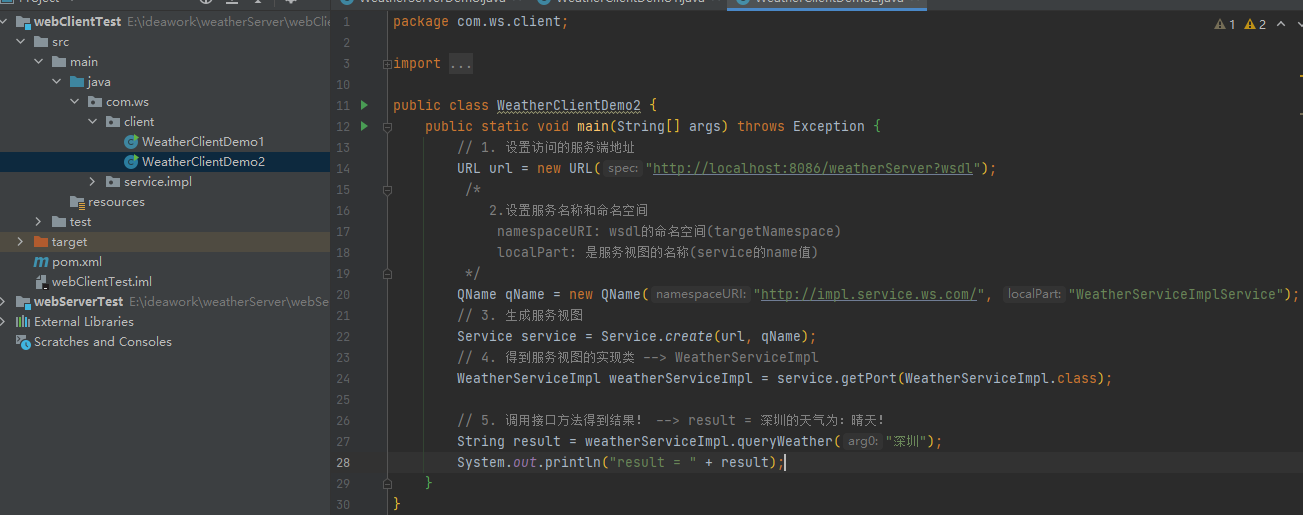 webClientTest E:\ideawork\weatherServer\webCli
src
main
java
com.ws
client
WeatherClientDemo1
WeatherClientDemo2
service.impl
resources
test
target
pom.xml
webClientTest.iml
webServerTest E:\ideawork\weatherServer\webSe
External Libraries
Scratches and Consoles
1 package com.ws.client;
2
3 import ...
10
11 public class WeatherClientDemo2 {
12 public static void main(String[] args) throws Exception {
13 // 1. 设置访问的服务端地址
14 URL url = new URL( spec: "http://localhost:8086/weatherServer?wsdl");
15 /*
16 2.设置服务名称和命名空间
17 namespaceURI: wsdl的命名空间(targetNamespace)
18 localPart: 是服务视图的名称(service的name值)
19 */
20 QName qName = new QName( namespaceURI: "http://impl.service.ws.com/", localPart: "WeatherServiceImplService");
21 // 3. 生成服务视图
22 Service service = Service.create(url, qName);
23 // 4. 得到服务视图的实现类 --> WeatherServiceImpl
24 WeatherServiceImpl weatherServiceImpl = service.getPort(WeatherServiceImpl.class);
25
26 // 5. 调用接口方法得到结果! --> result = 深圳的天气为：晴天!
27 String result = weatherServiceImpl.queryWeather( arg0: "深圳");
28 System.out.println("result = " + result);
29 }
30 }
1 2